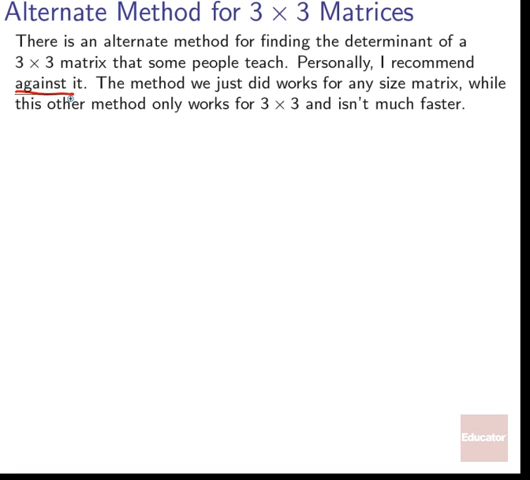 Alternate Method for 3 × 3 Matrices
There is an alternate method for finding the determinant of a
3 × 3 matrix that some people teach. Personally, I recommend
against it. The method we just did works for any size matrix, while
this other method only works for 3 × 3 and isn't much faster.
Educator